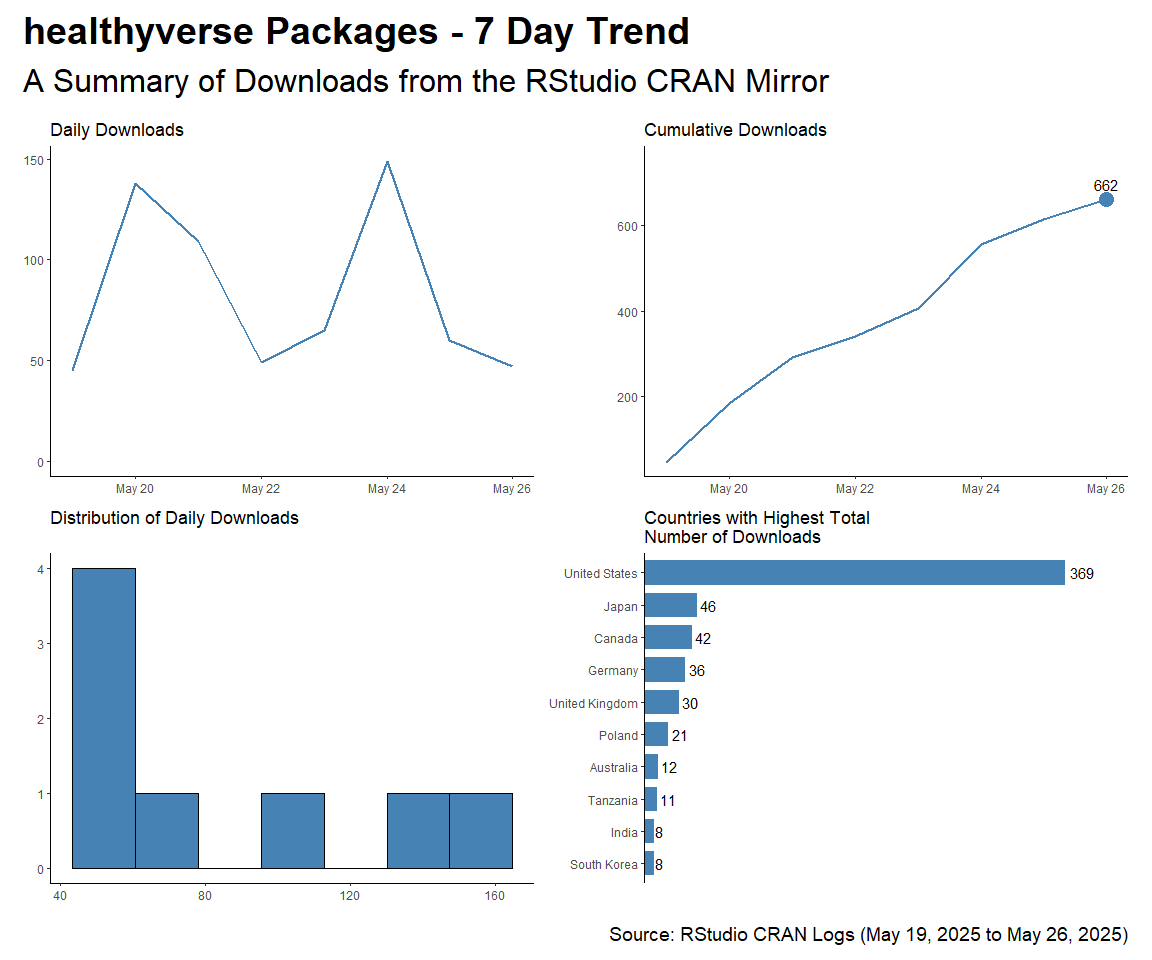 healthyverse Packages - 7 Day Trend
A Summary of Downloads from the RStudio CRAN Mirror
Daily Downloads
150
100
50
0
May 20
May 22
May 24
May 26
Cumulative Downloads
662
600
400
200
May 20
May 22
May 24
May 26
Distribution of Daily Downloads
4
3
2
1
0
40
80
120
160
Countries with Highest Total
Number of Downloads
United States 369
Japan 46
Canada 42
Germany 36
United Kingdom 30
Poland 21
Australia 12
Tanzania 11
India 8
South Korea 8
Source: RStudio CRAN Logs (May 19, 2025 to May 26, 2025)